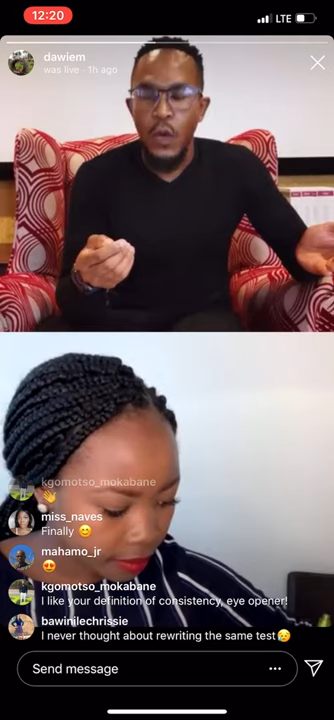 12:20
LTE
dawiem
was live · 1h ago
kgomotso_mokabane
👋
miss_naves
Finally 😊
mahamo_jr
😍
kgomotso_mokabane
I like your definition of consistency, eye opener!
bawinilechrissie
I never thought about rewriting the same test😥
Send message